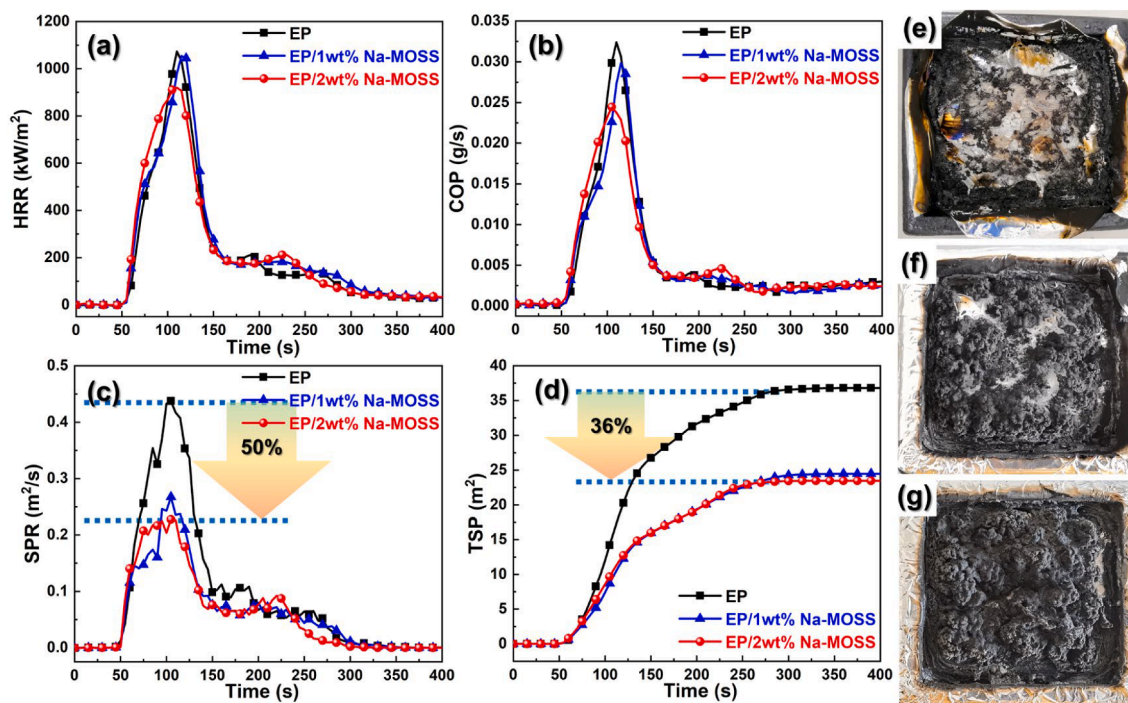 (a)
EP
EP/1wt% Na-MOSS
EP/2wt% Na-MOSS
HRR (kW/m²)
1200
1000
800
600
400
200
0
0 50 100 150 200 250 300 350 400
Time (s)
(b)
EP
EP/1wt% Na-MOSS
EP/2wt% Na-MOSS
COP (g/s)
0.035
0.030
0.025
0.020
0.015
0.010
0.005
0.000
0 50 100 150 200 250 300 350 400
Time (s)
(c)
EP
EP/1wt% Na-MOSS
EP/2wt% Na-MOSS
50%
SPR (m²/s)
0.5
0.4
0.3
0.2
0.1
0.0
0 50 100 150 200 250 300 350 400
Time (s)
(d)
36%
TSP (m²)
40
35
30
25
20
15
10
5
0
EP
EP/1wt% Na-MOSS
EP/2wt% Na-MOSS
0 50 100 150 200 250 300 350 400
Time (s)
(e)
(f)
(g)